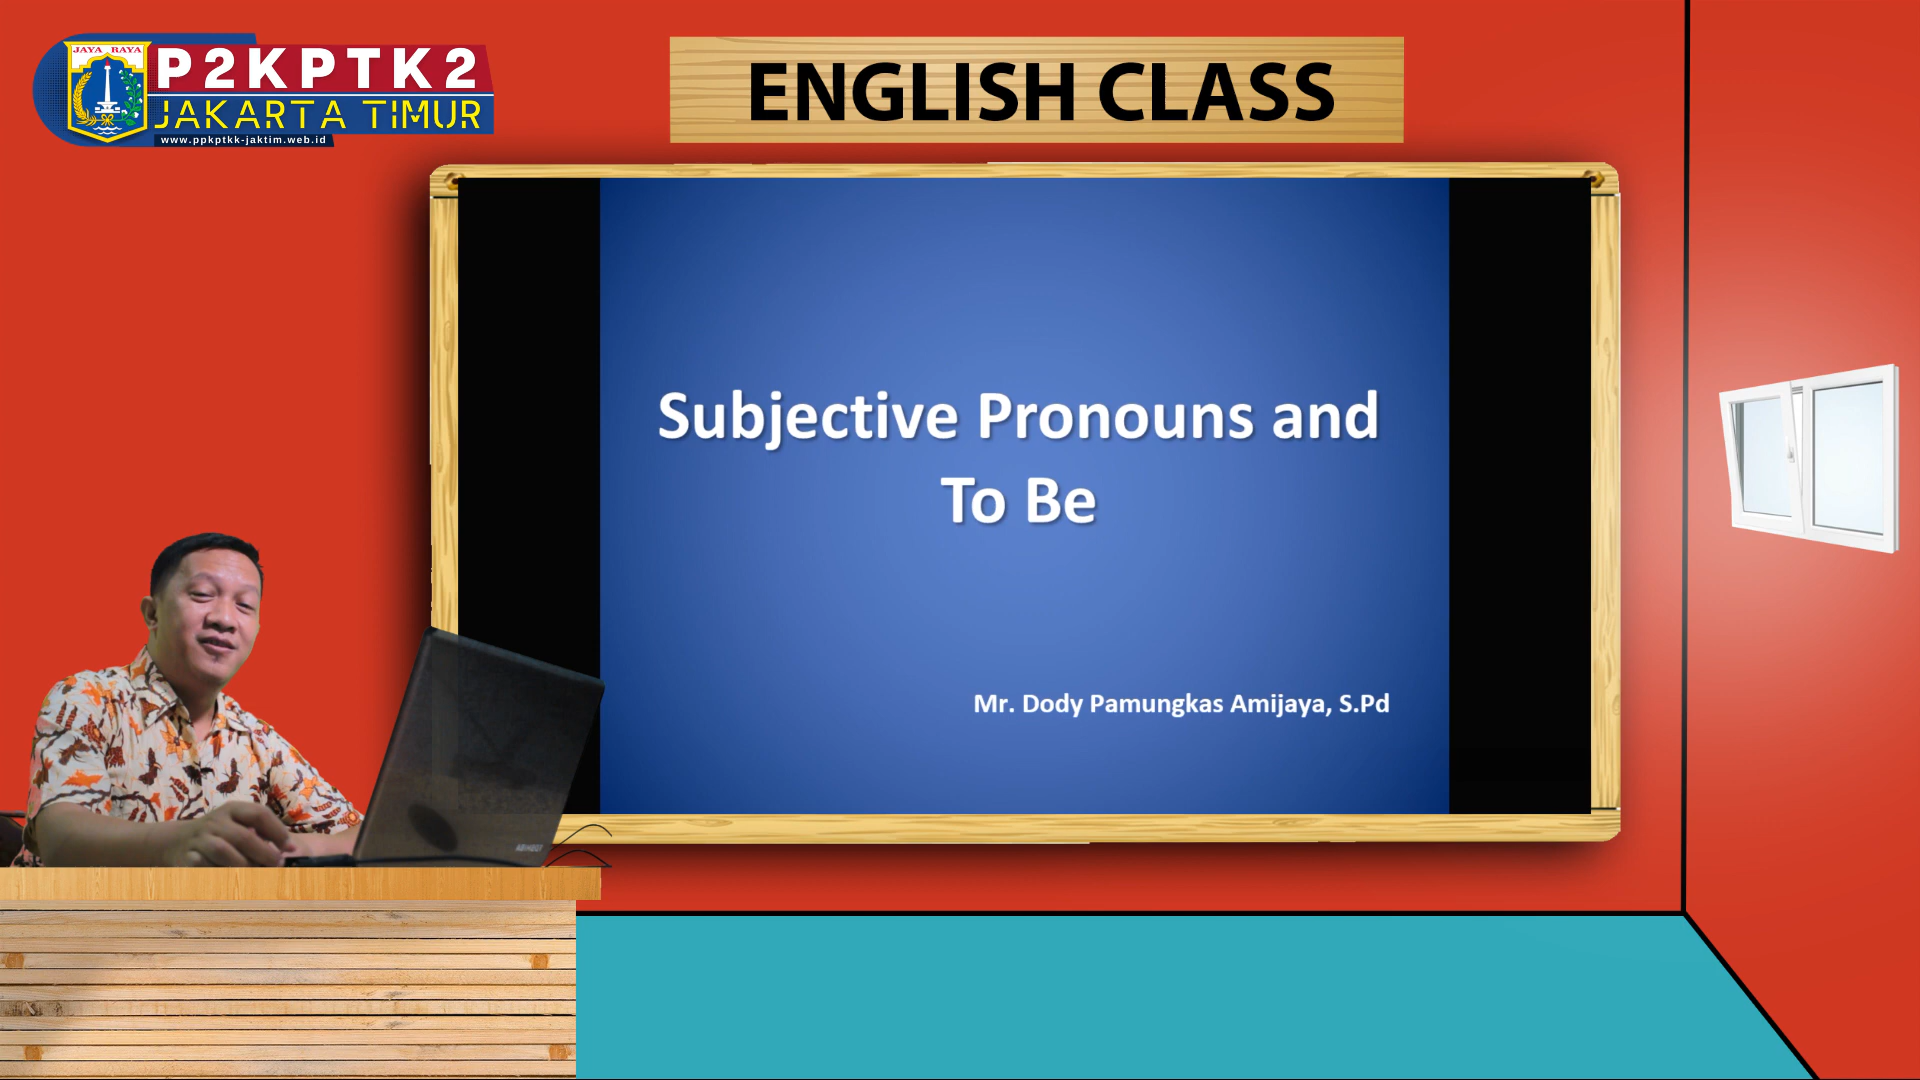 JAYA RAYA
P2KPTK2
JAKARTA TIMUR
www.ppkptkk-jaktim.web.id
ENGLISH CLASS
Subjective Pronouns and
To Be
Mr. Dody Pamungkas Amijaya, S.Pd